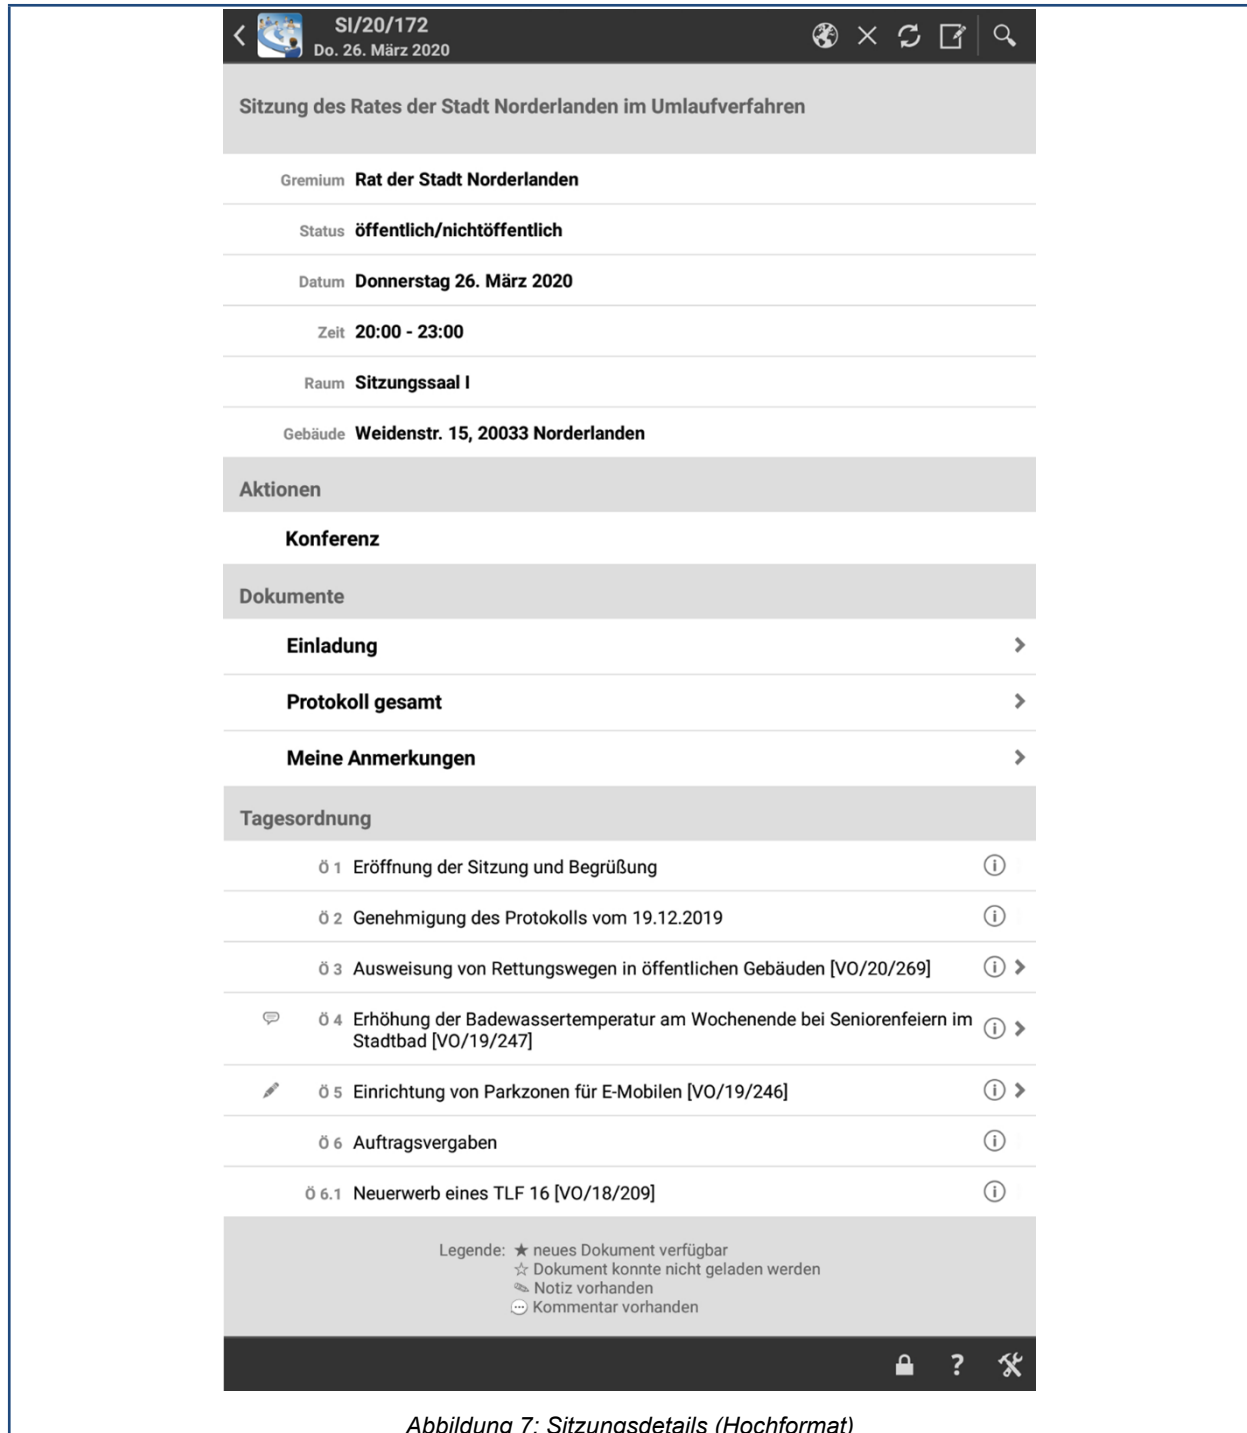 SI/20/172
Do. 26. März 2020
Sitzung des Rates der Stadt Norderlanden im Umlaufverfahren
Gremium Rat der Stadt Norderlanden
Status öffentlich/nichtöffentlich
Datum Donnerstag 26. März 2020
Zeit 20:00 - 23:00
Raum Sitzungssaal I
Gebäude Weidenstr. 15, 20033 Norderlanden
Aktionen
Konferenz
Dokumente
Einladung
Protokoll gesamt
Meine Anmerkungen
Tagesordnung
Ö 1 Eröffnung der Sitzung und Begrüßung
Ö 2 Genehmigung des Protokolls vom 19.12.2019
Ö 3 Ausweisung von Rettungswegen in öffentlichen Gebäuden [VO/20/269]
Ö 4 Erhöhung der Badewassertemperatur am Wochenende bei Seniorenfeiern im
Stadtbad [VO/19/247]
Ö 5 Einrichtung von Parkzonen für E-Mobilen [VO/19/246]
Ö 6 Auftragsvergaben
Ö 6.1 Neuerwerb eines TLF 16 [VO/18/209]
Legende: ★ neues Dokument verfügbar
☆ Dokument konnte nicht geladen werden
✎ Notiz vorhanden
💬 Kommentar vorhanden
?
Abbildung 7: Sitzungsdetails (Hochformat)